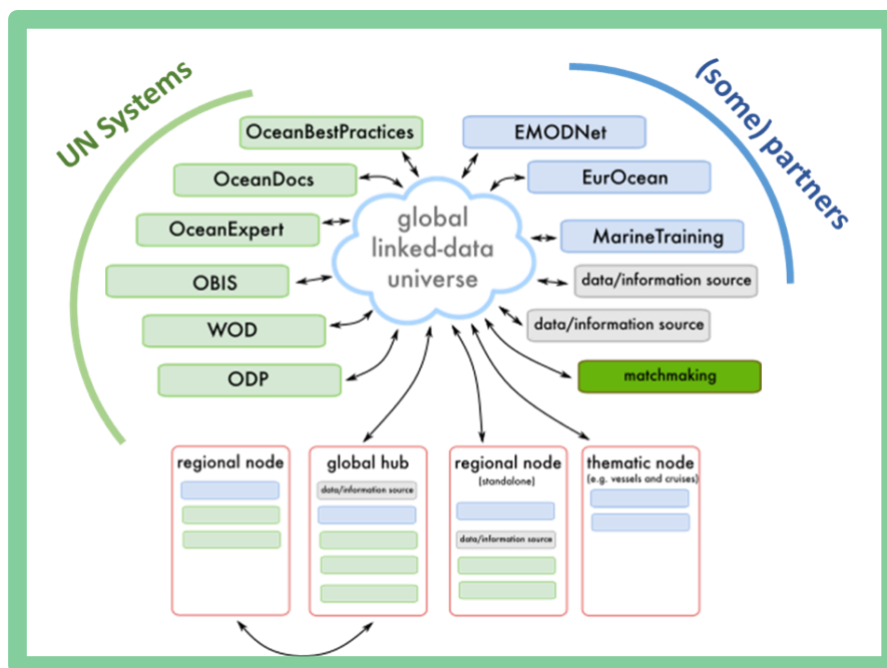 UN Systems
(some) partners
OceanBestPractices
EMODNet
OceanDocs
EurOcean
OceanExpert
global
linked-data
universe
MarineTraining
OBIS
data/information source
WOD
data/information source
ODP
matchmaking
regional node
global hub
data/information source
regional node
(standalone)
data/information source
thematic node
(e.g. vessels and cruises)